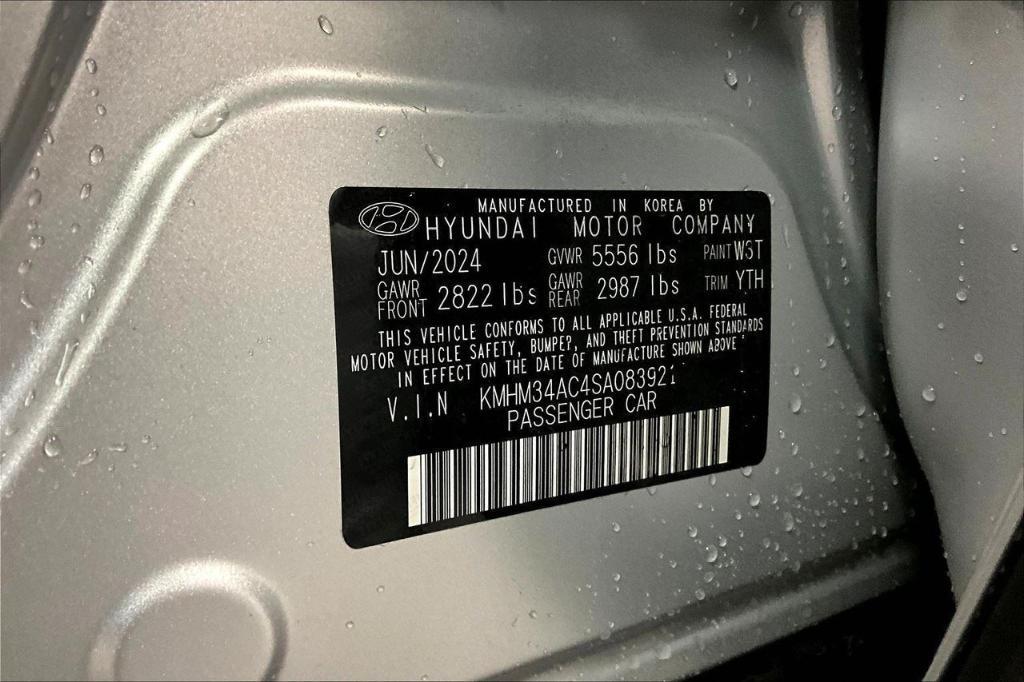 MANUFACTURED IN KOREA BY
HYUNDAI MOTOR COMPANY
JUN/2024 GVWR 5556 lbs PAINT W3T
GAWR FRONT 2822 lbs GAWR REAR 2987 lbs TRIM YTH
THIS VEHICLE CONFORMS TO ALL APPLICABLE U.S.A. FEDERAL
MOTOR VEHICLE SAFETY, BUMPER, AND THEFT PREVENTION STANDARDS
IN EFFECT ON THE DATE OF MANUFACTURE SHOWN ABOVE
V.I.N KMHM34AC4SA083921
PASSENGER CAR